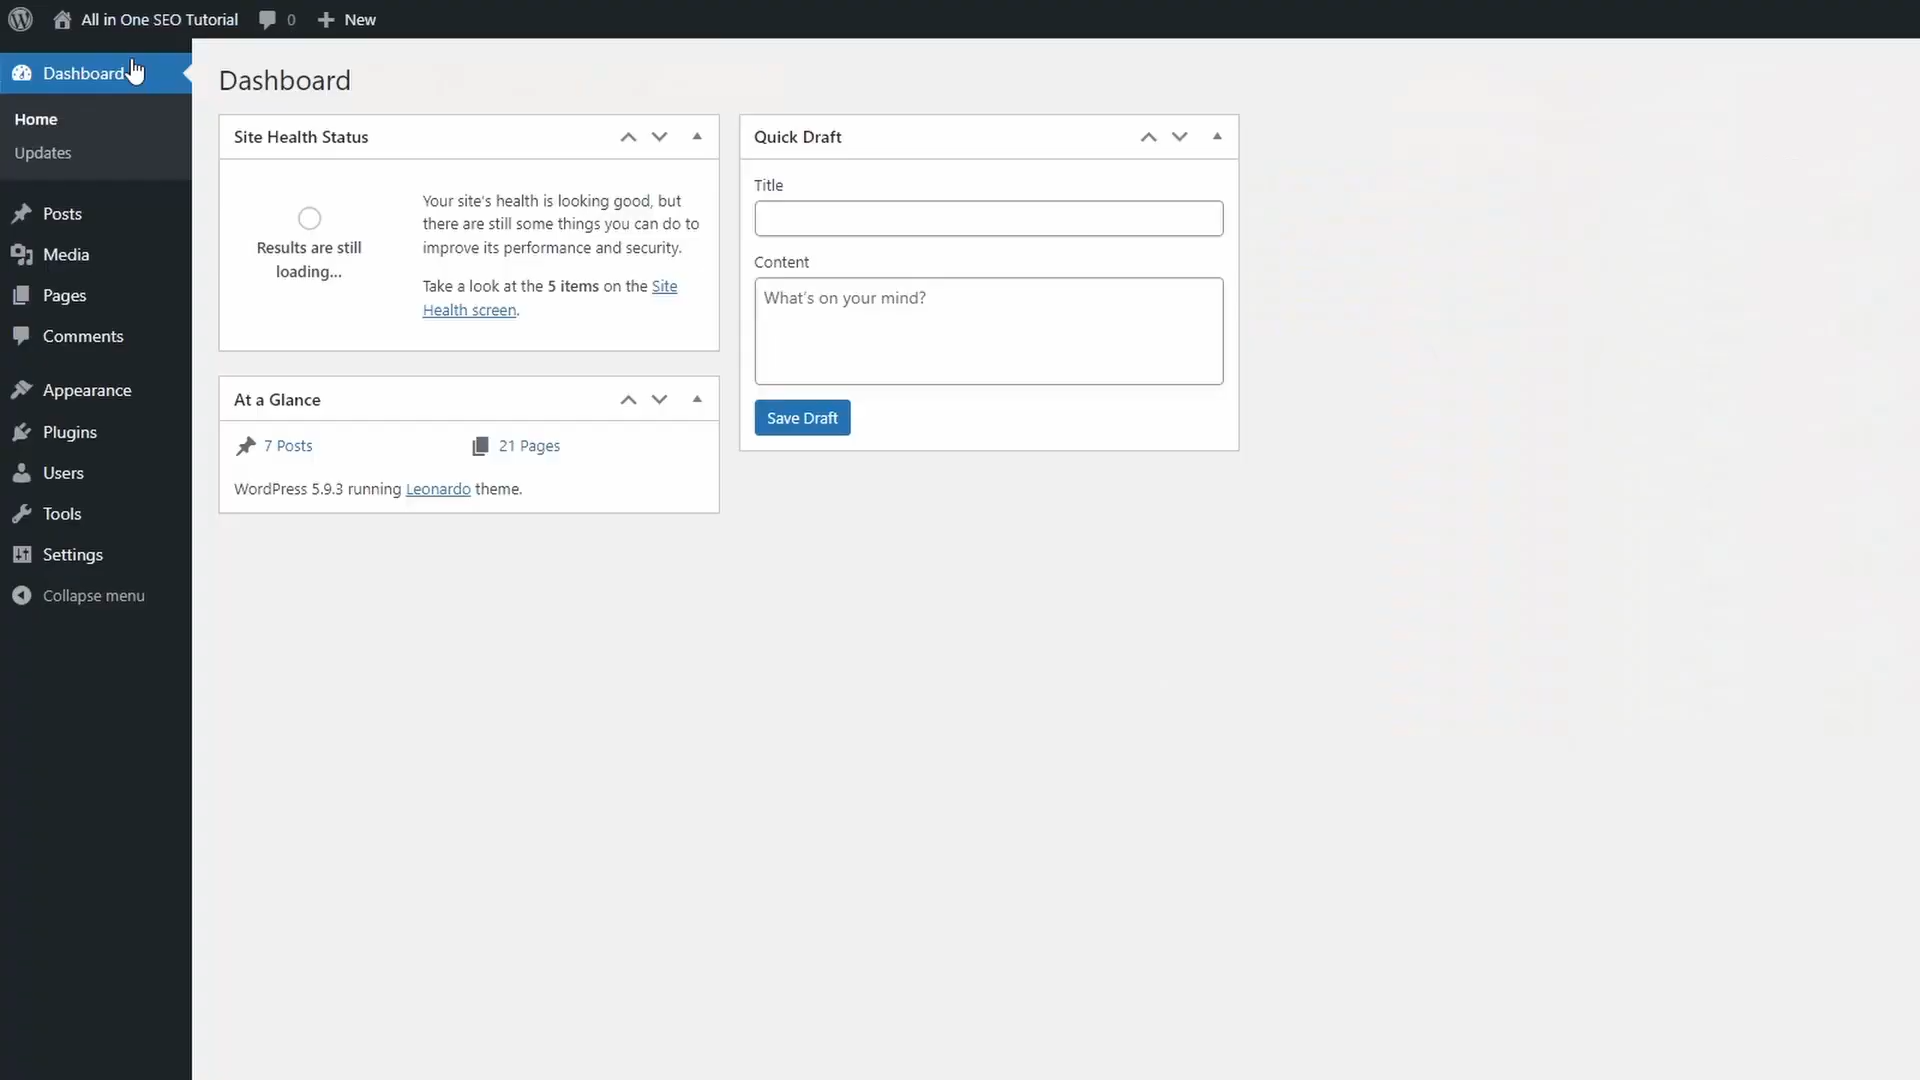 All in One SEO Tutorial 0 New
Dashboard
Home
Updates
Posts
Media
Pages
Comments
Appearance
Plugins
Users
Tools
Settings
Collapse menu
Dashboard
Site Health Status
Results are still
loading...
Your site's health is looking good, but
there are still some things you can do to
improve its performance and security.
Take a look at the 5 items on the Site
Health screen.
At a Glance
7 Posts 21 Pages
WordPress 5.9.3 running Leonardo theme.
Quick Draft
Title
Content
What's on your mind?
Save Draft